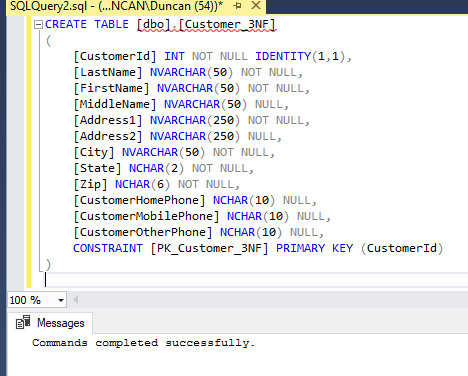 SQLQuery2.sql - (...NCAN\Duncan (54))*
CREATE TABLE [dbo].[Customer_3NF]
(
[CustomerId] INT NOT NULL IDENTITY(1,1),
[LastName] NVARCHAR(50) NOT NULL,
[FirstName] NVARCHAR(50) NOT NULL,
[MiddleName] NVARCHAR(50) NULL,
[Address1] NVARCHAR(250) NOT NULL,
[Address2] NVARCHAR(250) NULL,
[City] NVARCHAR(50) NOT NULL,
[State] NCHAR(2) NOT NULL,
[Zip] NCHAR(6) NOT NULL,
[CustomerHomePhone] NCHAR(10) NULL,
[CustomerMobilePhone] NCHAR(10) NULL,
[CustomerOtherPhone] NCHAR(10) NULL,
CONSTRAINT [PK_Customer_3NF] PRIMARY KEY (CustomerId)
)
100 %
Messages
Commands completed successfully.